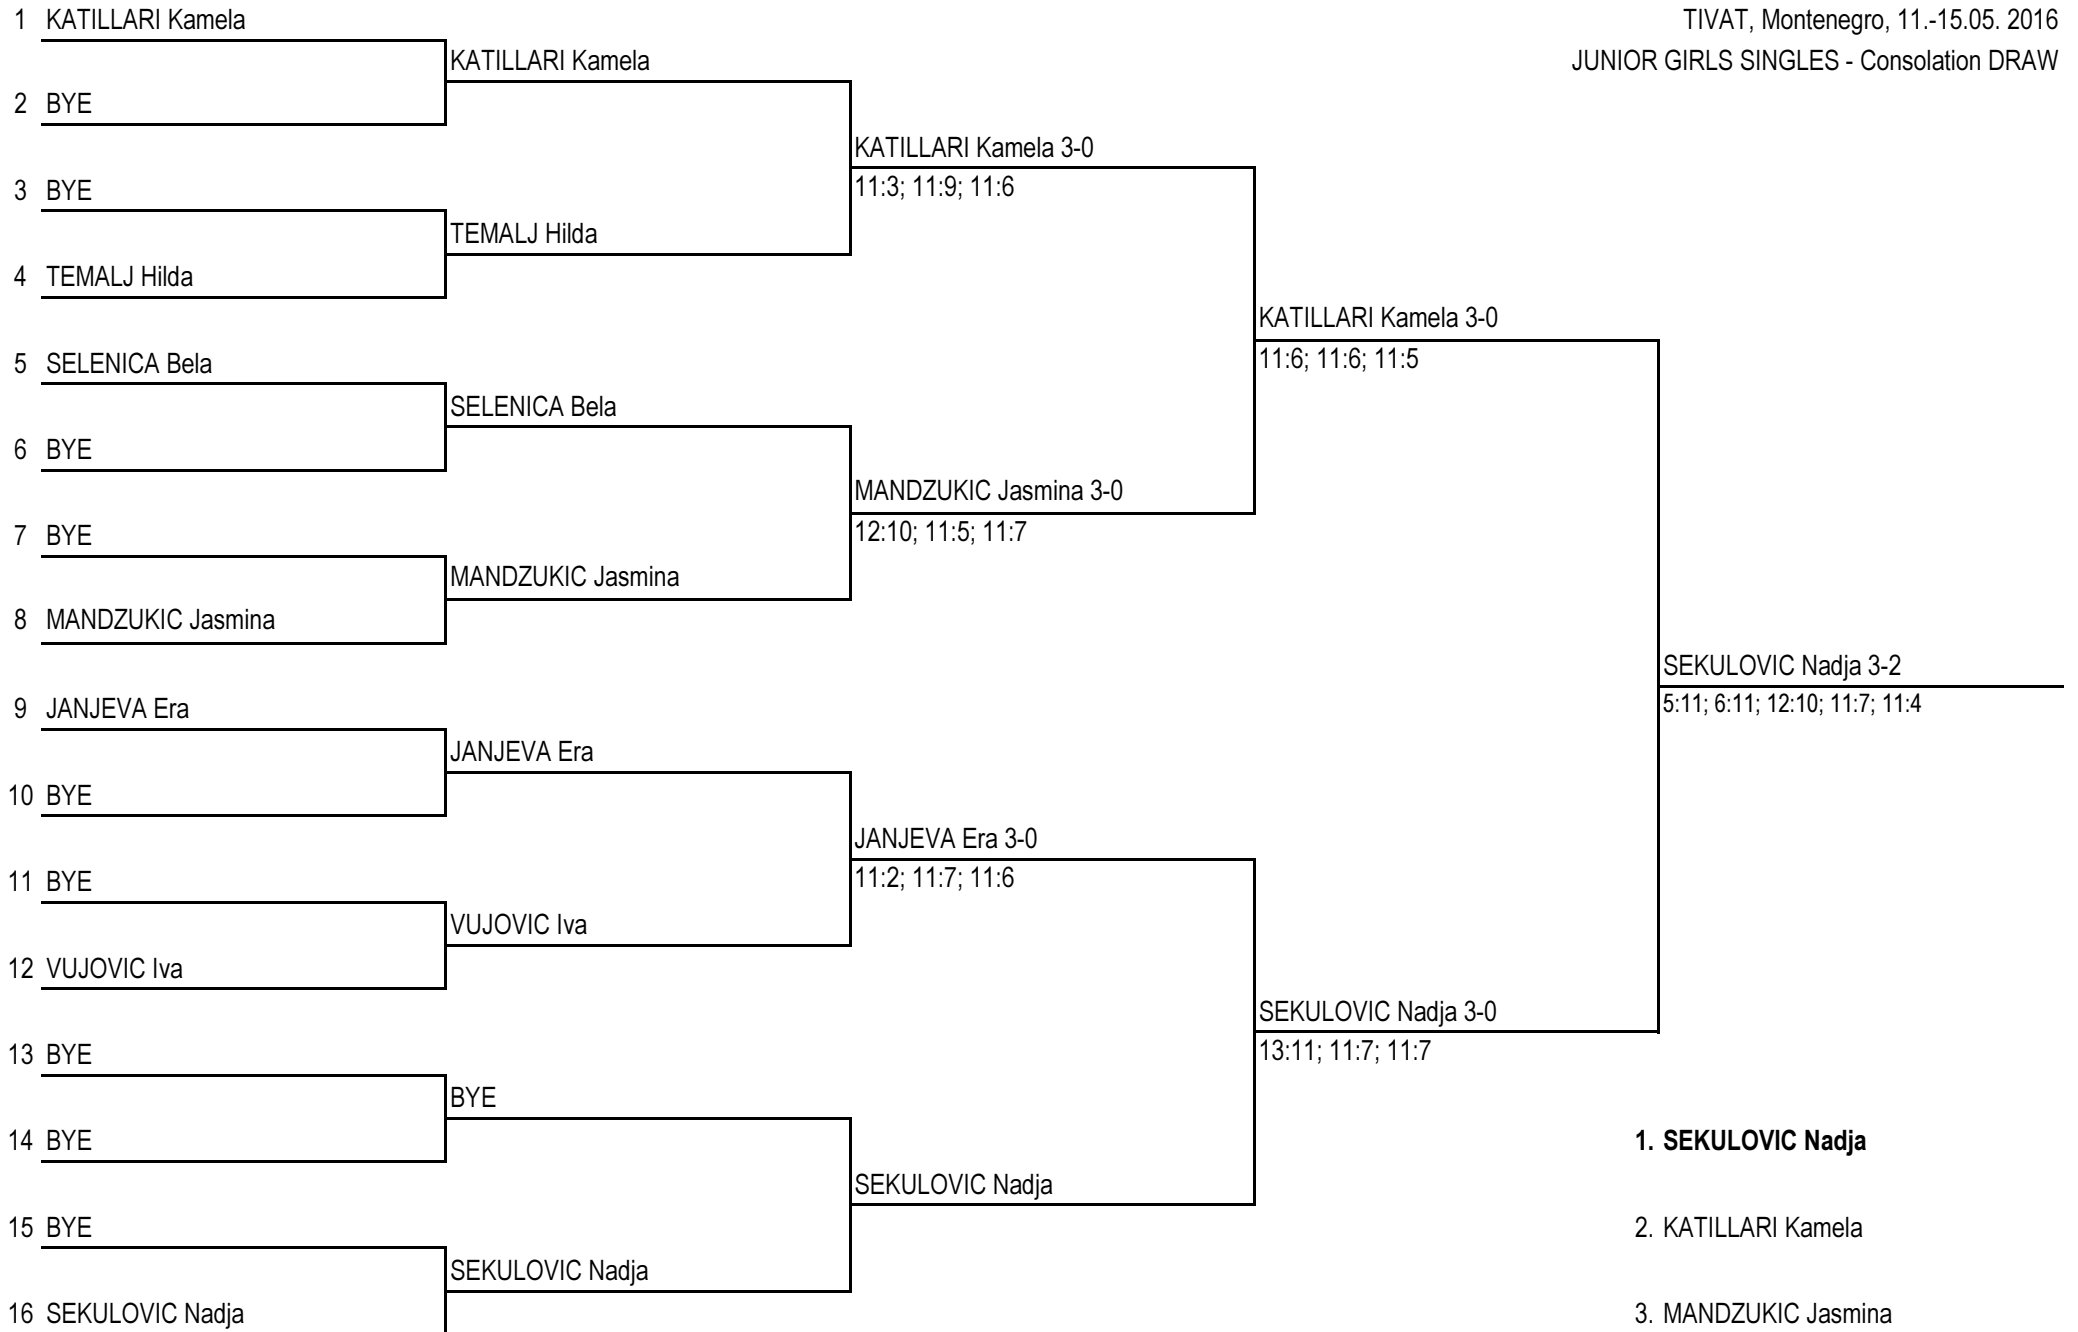 TIVAT, Montenegro, 11.-15.05. 2016
JUNIOR GIRLS SINGLES - Consolation DRAW
1 KATILLARI Kamela
2 BYE
3 BYE
4 TEMALJ Hilda
5 SELENICA Bela
6 BYE
7 BYE
8 MANDZUKIC Jasmina
9 JANJEVA Era
10 BYE
11 BYE
12 VUJOVIC Iva
13 BYE
14 BYE
15 BYE
16 SEKULOVIC Nadja
KATILLARI Kamela
TEMALJ Hilda
SELENICA Bela
MANDZUKIC Jasmina
JANJEVA Era
VUJOVIC Iva
BYE
SEKULOVIC Nadja
KATILLARI Kamela 3-0
11:3; 11:9; 11:6
MANDZUKIC Jasmina 3-0
12:10; 11:5; 11:7
JANJEVA Era 3-0
11:2; 11:7; 11:6
SEKULOVIC Nadja
KATILLARI Kamela 3-0
11:6; 11:6; 11:5
SEKULOVIC Nadja 3-0
13:11; 11:7; 11:7
SEKULOVIC Nadja 3-2
5:11; 6:11; 12:10; 11:7; 11:4
1. SEKULOVIC Nadja
2. KATILLARI Kamela
3. MANDZUKIC Jasmina